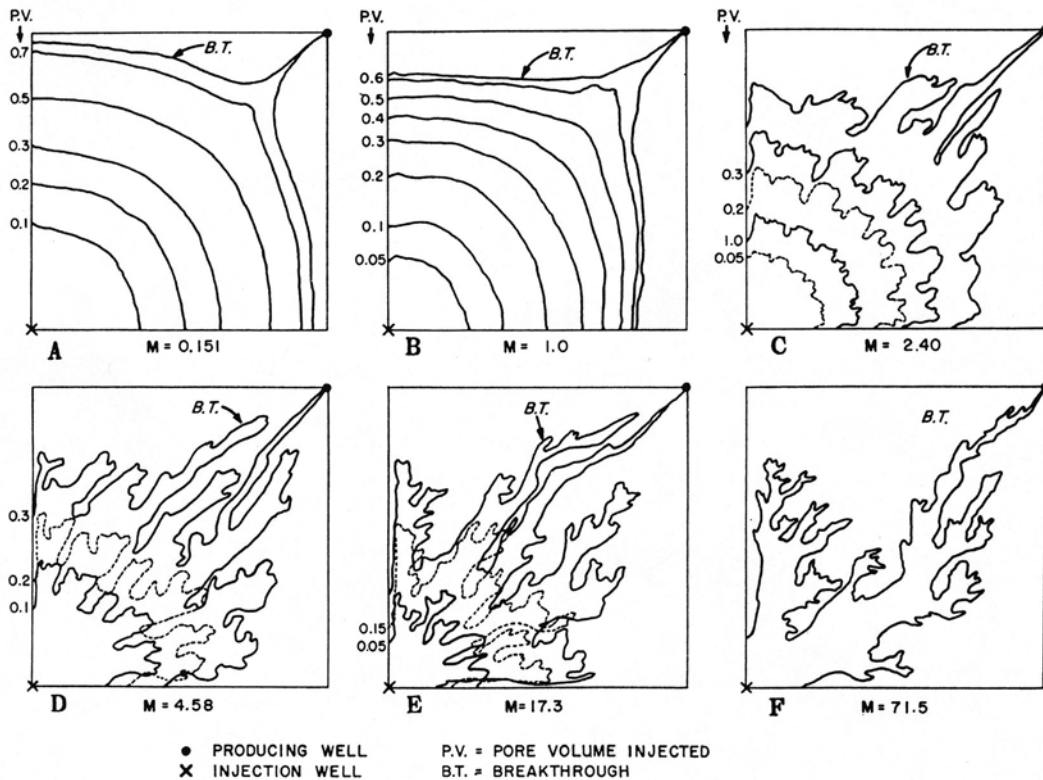 P.V.
0.7
0.5
0.3
0.2
0.1
B.T.
A
M = 0.151
P.V.
0.6
0.5
0.4
0.3
0.2
0.1
0.05
B.T.
B
M = 1.0
P.V.
0.3
0.2
1.0
0.05
B.T.
C
M = 2.40
0.3
0.2
0.1
B.T.
D
M = 4.58
0.15
0.05
B.T.
E
M = 17.3
B.T.
F
M = 71.5
● PRODUCING WELL P.V. = PORE VOLUME INJECTED
× INJECTION WELL B.T. = BREAKTHROUGH